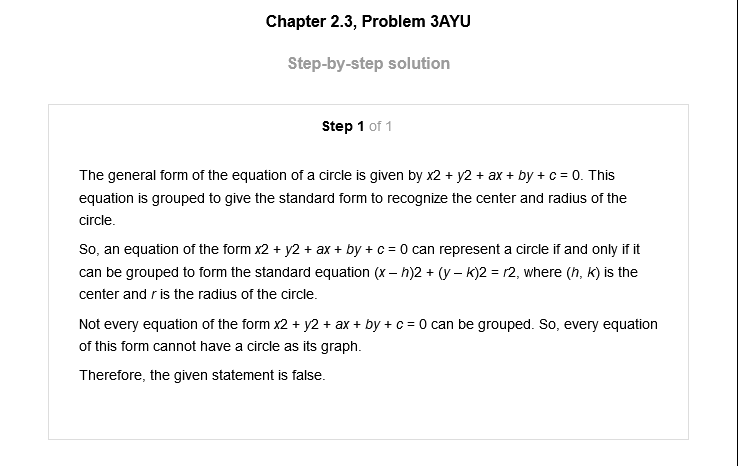 Chapter 2.3, Problem 3AYU
Step-by-step solution
Step 1 of 1
The general form of the equation of a circle is given by x2 + y2 + ax + by + c = 0. This
equation is grouped to give the standard form to recognize the center and radius of the
circle.
So, an equation of the form x2 + y2 + ax + by + c = 0 can represent a circle if and only if it
can be grouped to form the standard equation (x – h)2 + (y – k)2 = r2, where (h, k) is the
center and r is the radius of the circle.
Not every equation of the form x2 + y2 + ax + by + c = 0 can be grouped. So, every equation
of this form cannot have a circle as its graph.
Therefore, the given statement is false.